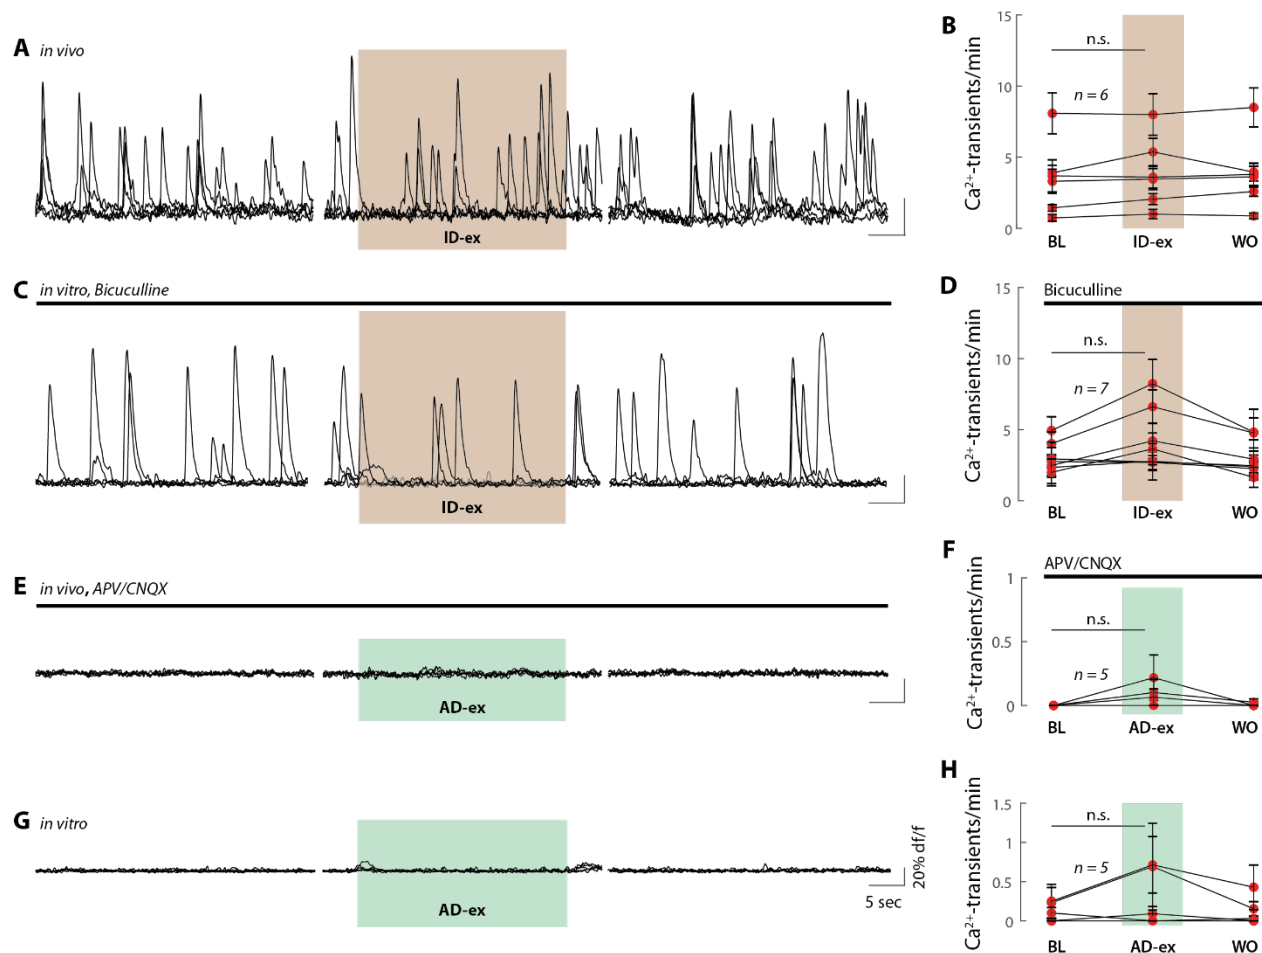 A in vivo
ID-ex
B
15
10
5
0
Ca²⁺-transients/min
n.s.
n = 6
BL ID-ex WO
C in vitro, Bicuculline
ID-ex
D
15
10
5
0
Ca²⁺-transients/min
Bicuculline
n.s.
n = 7
BL ID-ex WO
E in vivo, APV/CNQX
AD-ex
F
APV/CNQX
1
0.5
0
Ca²⁺-transients/min
n.s.
n = 5
BL AD-ex WO
G in vitro
AD-ex
20% df/f
5 sec
H
1.5
1
0.5
0
Ca²⁺-transients/min
n.s.
n = 5
BL AD-ex WO